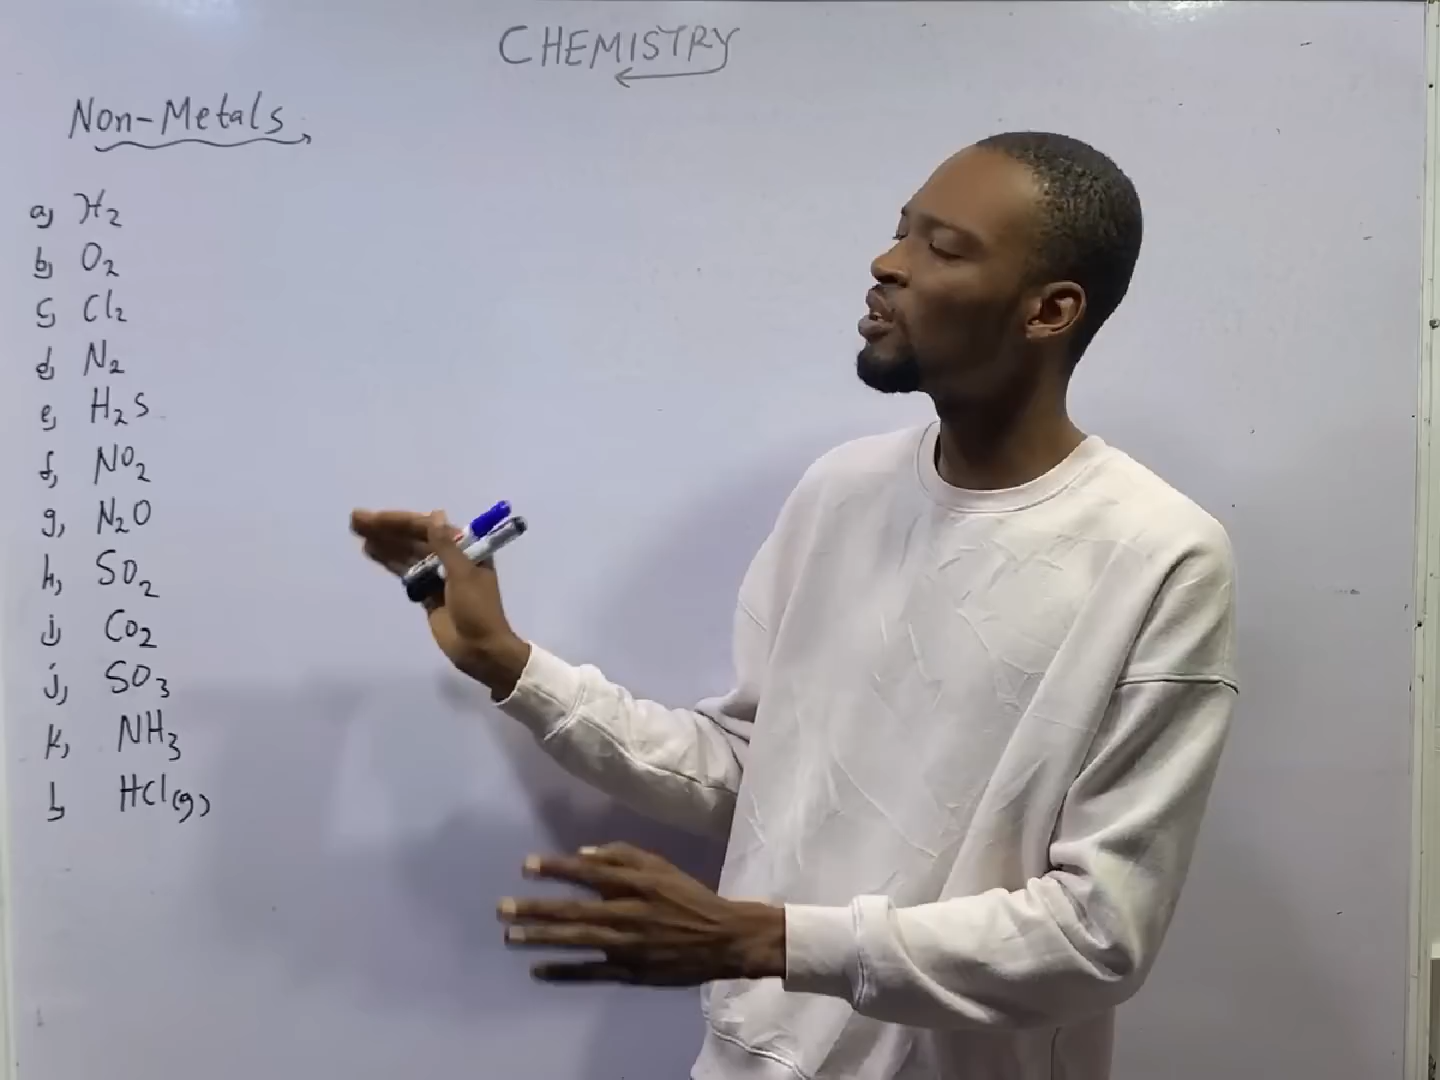 CHEMISTRY
Non-Metals
a, H2
b, O2
c, Cl2
d, N2
e, H2S
f, NO2
g, N2O
h, SO2
i, CO2
j, SO3
k, NH3
l, HCl(g)